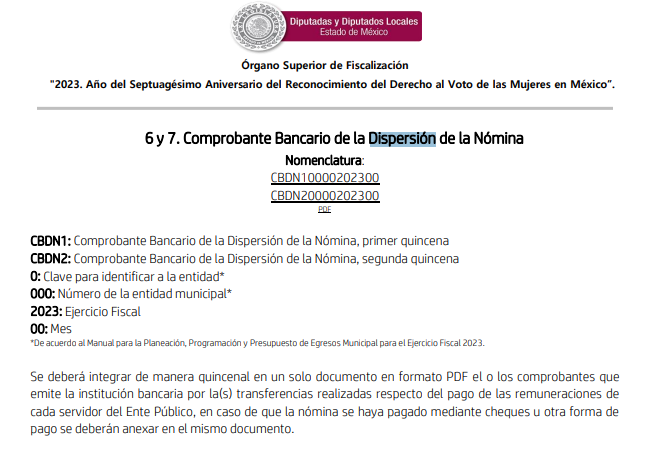 Diputadas y Diputados Locales
Estado de México
Órgano Superior de Fiscalización
"2023. Año del Septuagésimo Aniversario del Reconocimiento del Derecho al Voto de las Mujeres en México".
6 y 7. Comprobante Bancario de la Dispersión de la Nómina
Nomenclatura:
CBDN10000202300
CBDN20000202300
PDF
CBDN1: Comprobante Bancario de la Dispersión de la Nómina, primer quincena
CBDN2: Comprobante Bancario de la Dispersión de la Nómina, segunda quincena
0: Clave para identificar a la entidad*
000: Número de la entidad municipal*
2023: Ejercicio Fiscal
00: Mes
*De acuerdo al Manual para la Planeación, Programación y Presupuesto de Egresos Municipal para el Ejercicio Fiscal 2023.
Se deberá integrar de manera quincenal en un solo documento en formato PDF el o los comprobantes que
emite la institución bancaria por la(s) transferencias realizadas respecto del pago de las remuneraciones de
cada servidor del Ente Público, en caso de que la nómina se haya pagado mediante cheques u otra forma de
pago se deberán anexar en el mismo documento.